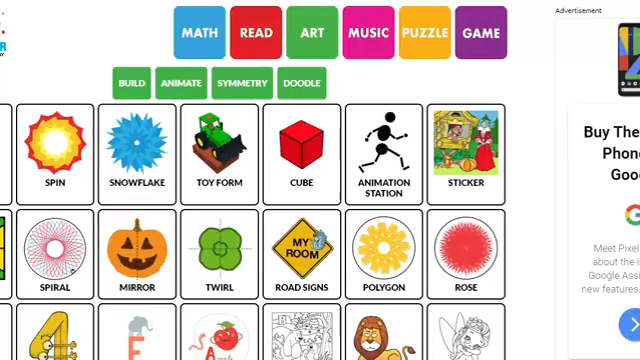 Advertisement
MATH READ ART MUSIC PUZZLE GAME
BUILD ANIMATE SYMMETRY DOODLE
SPIN SNOWFLAKE TOY FORM CUBE ANIMATION STATION STICKER
MY ROOM
SPIRAL MIRROR TWIRL ROAD SIGNS POLYGON ROSE
4 F A apple B
Buy The
Phone
Goo
Meet Pixel
about the i
Google Assi
new features.